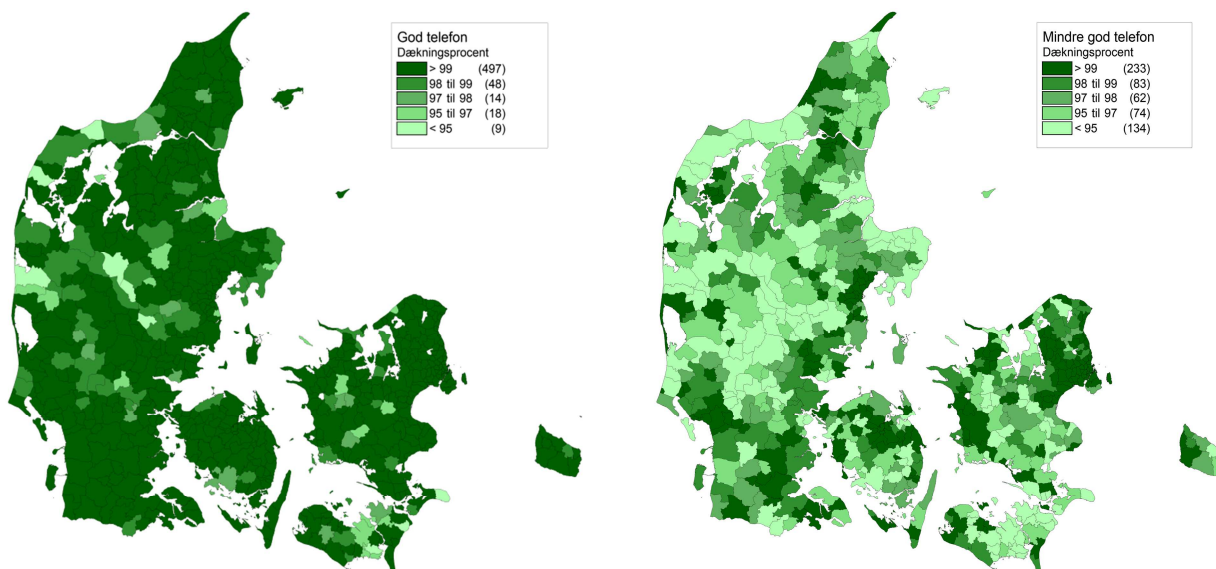 God telefon
Dækningsprocent
> 99 (497)
98 til 99 (48)
97 til 98 (14)
95 til 97 (18)
< 95 (9)
Mindre god telefon
Dækningsprocent
> 99 (233)
98 til 99 (83)
97 til 98 (62)
95 til 97 (74)
< 95 (134)